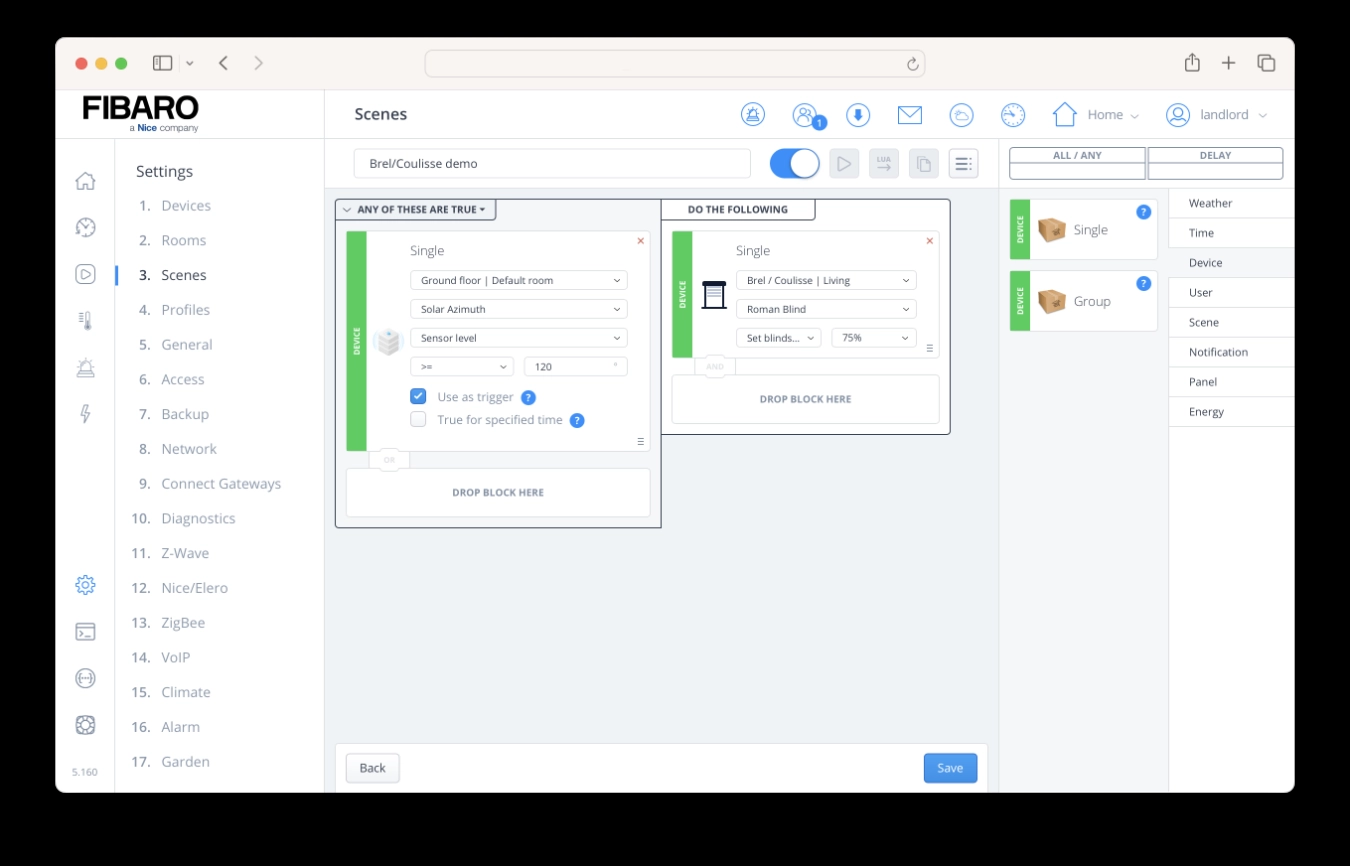 FIBARO
a Nice company
Scenes
1
Home
landlord
Settings
1. Devices
2. Rooms
3. Scenes
4. Profiles
5. General
6. Access
7. Backup
8. Network
9. Connect Gateways
10. Diagnostics
11. Z-Wave
12. Nice/Elero
13. ZigBee
14. VoIP
15. Climate
16. Alarm
17. Garden
5.160
Brel/Coulisse demo
LUA
ANY OF THESE ARE TRUE
DEVICE
Single
Ground floor | Default room
Solar Azimuth
Sensor level
>=
120 °
Use as trigger ?
True for specified time ?
OR
DROP BLOCK HERE
DO THE FOLLOWING
DEVICE
Single
Brel / Coulisse | Living
Roman Blind
Set blinds... 75%
AND
DROP BLOCK HERE
Back
Save
ALL / ANY
DELAY
DEVICE
Single
?
DEVICE
Group
?
Weather
Time
Device
User
Scene
Notification
Panel
Energy